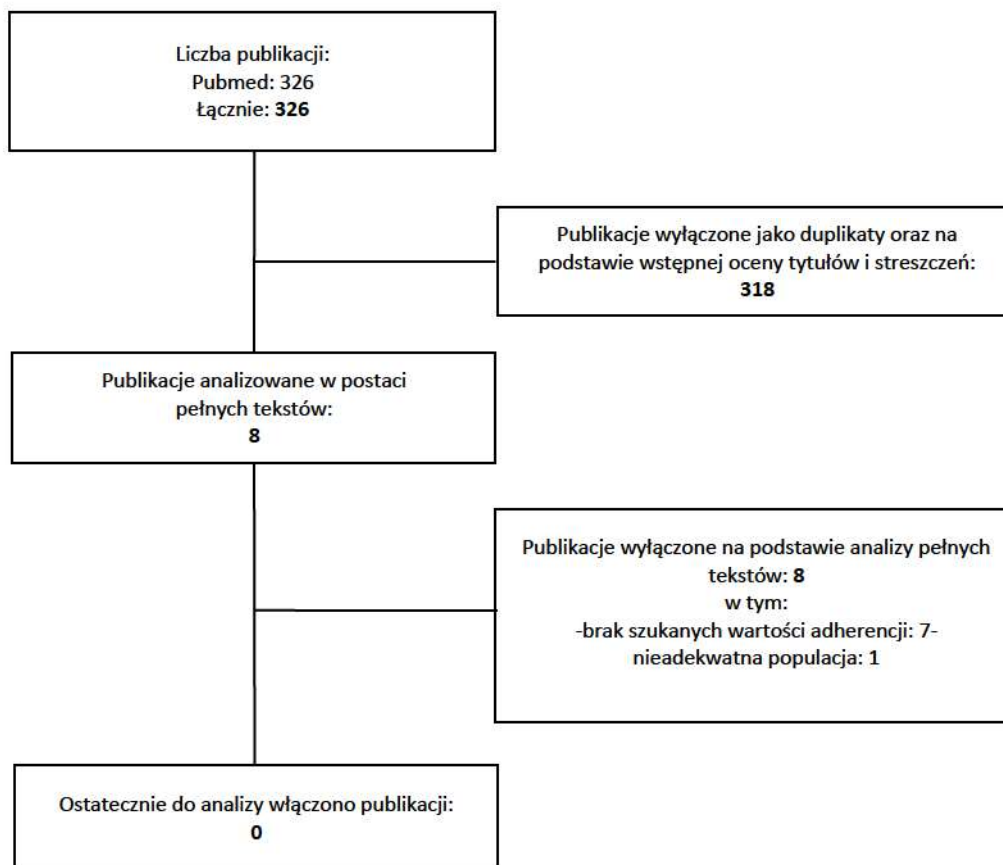 Liczba publikacji:
Pubmed: 326
Łącznie: 326
Publikacje wyłączone jako duplikaty oraz na
podstawie wstępnej oceny tytułów i streszczeń:
318
Publikacje analizowane w postaci
pełnych tekstów:
8
Publikacje wyłączone na podstawie analizy pełnych
tekstów: 8
w tym:
-brak szukanych wartości adherencji: 7-
nieadekwatna populacja: 1
Ostatecznie do analizy włączono publikacji:
0